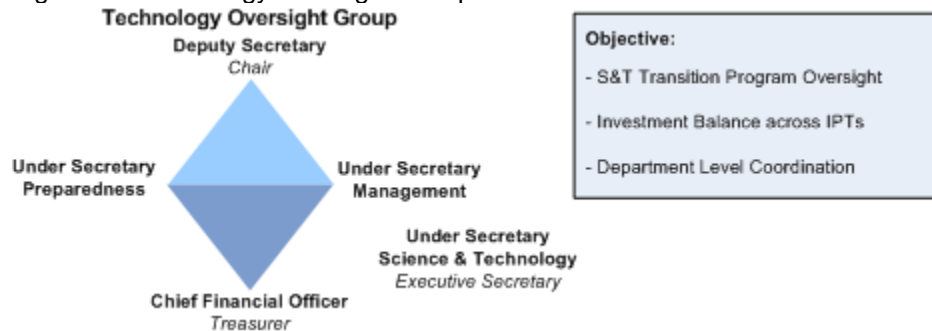 Technology Oversight Group
Deputy Secretary
Chair
Under Secretary
Preparedness
Under Secretary
Management
Under Secretary
Science & Technology
Executive Secretary
Chief Financial Officer
Treasurer
Objective:
- S&T Transition Program Oversight
- Investment Balance across IPTs
- Department Level Coordination